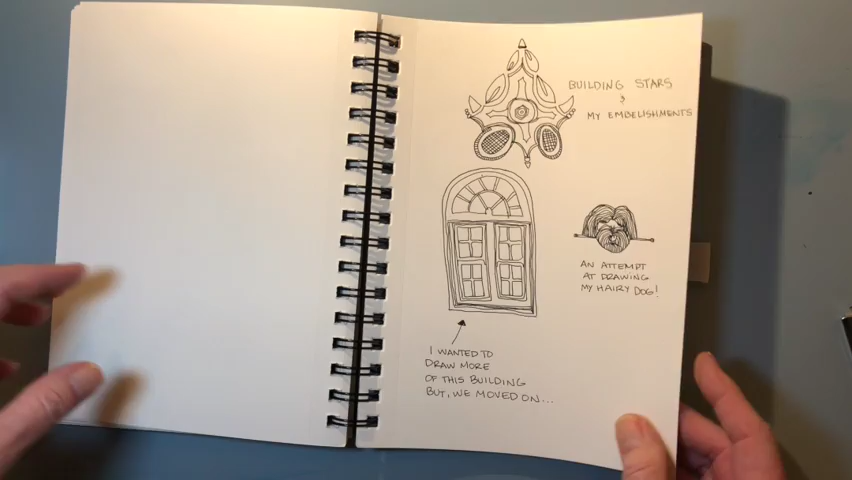 BUILDING STARS
&
MY EMBELISHMENTS
AN ATTEMPT
AT DRAWING
MY HAIRY DOG!
I WANTED TO
DRAW MORE
OF THIS BUILDING
BUT, WE MOVED ON...